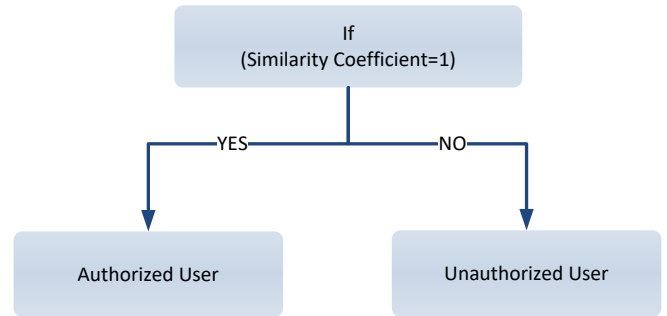 If
(Similarity Coefficient=1)
YES
NO
Authorized User
Unauthorized User